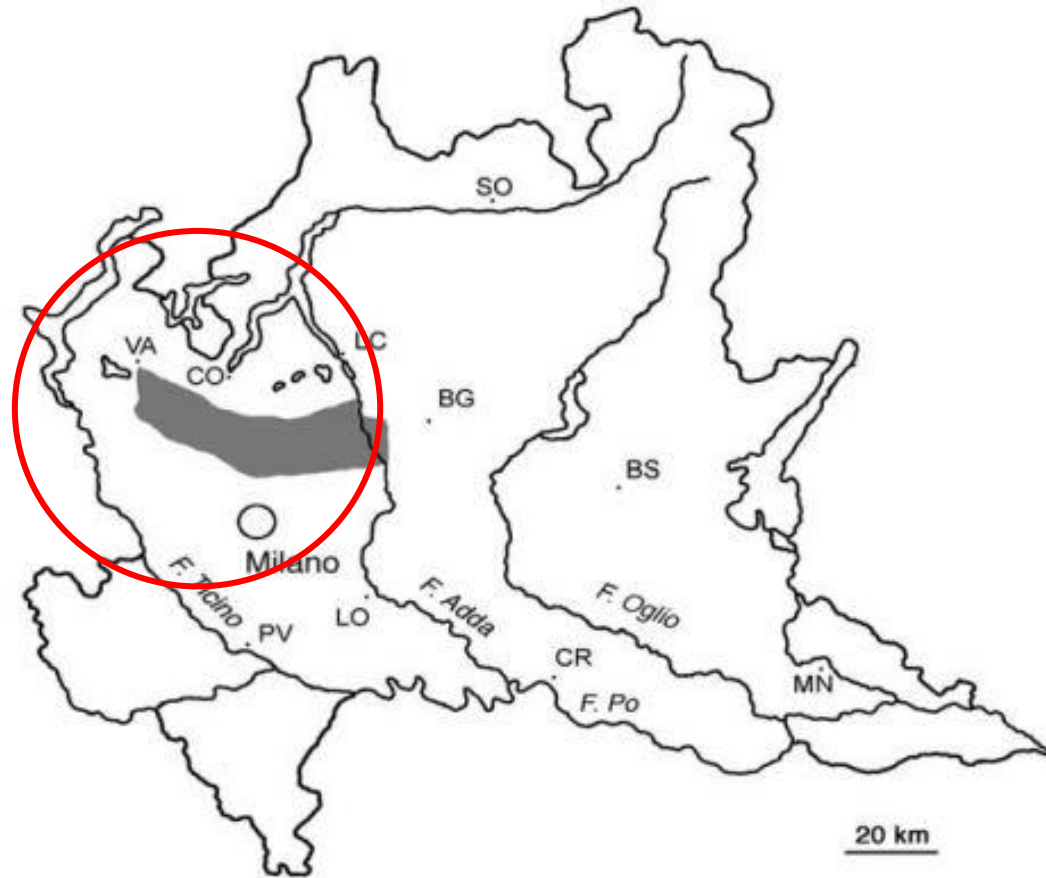 SO
VA
LC
CO
BG
BS
Milano
F. Ticino
LO
F. Adda
F. Oglio
PV
CR
MN
F. Po
20 km